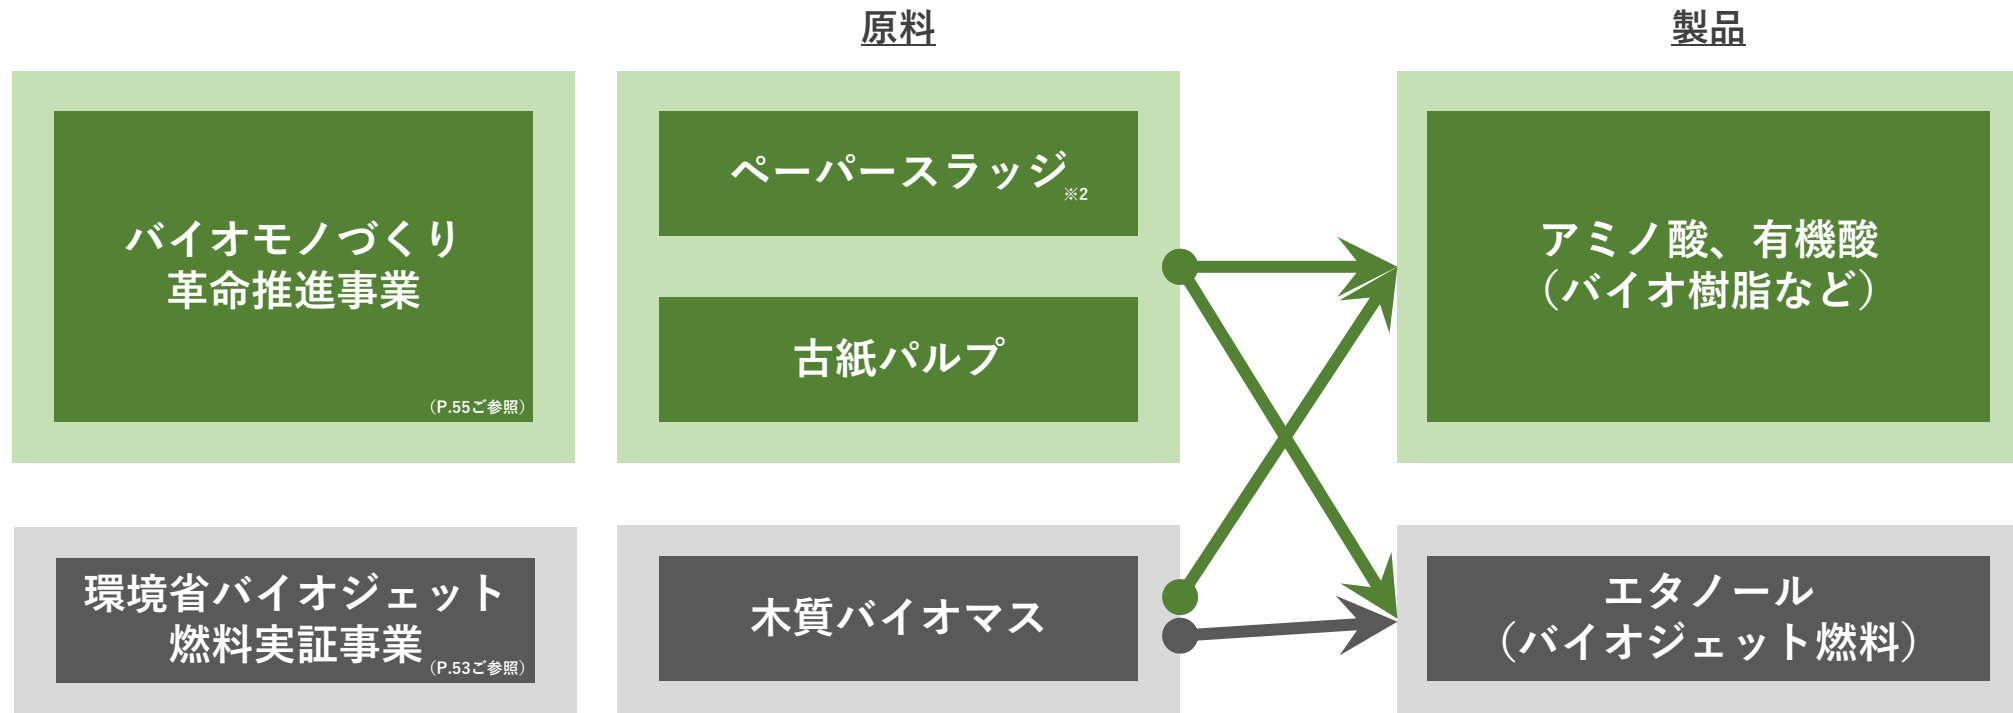 原料
製品
バイオモノづくり
革命推進事業
（P.55ご参照）
ペーパースラッジ※2
古紙パルプ
アミノ酸、有機酸
（バイオ樹脂など）
環境省バイオジェット
燃料実証事業
（P.53ご参照）
木質バイオマス
エタノール
（バイオジェット燃料）